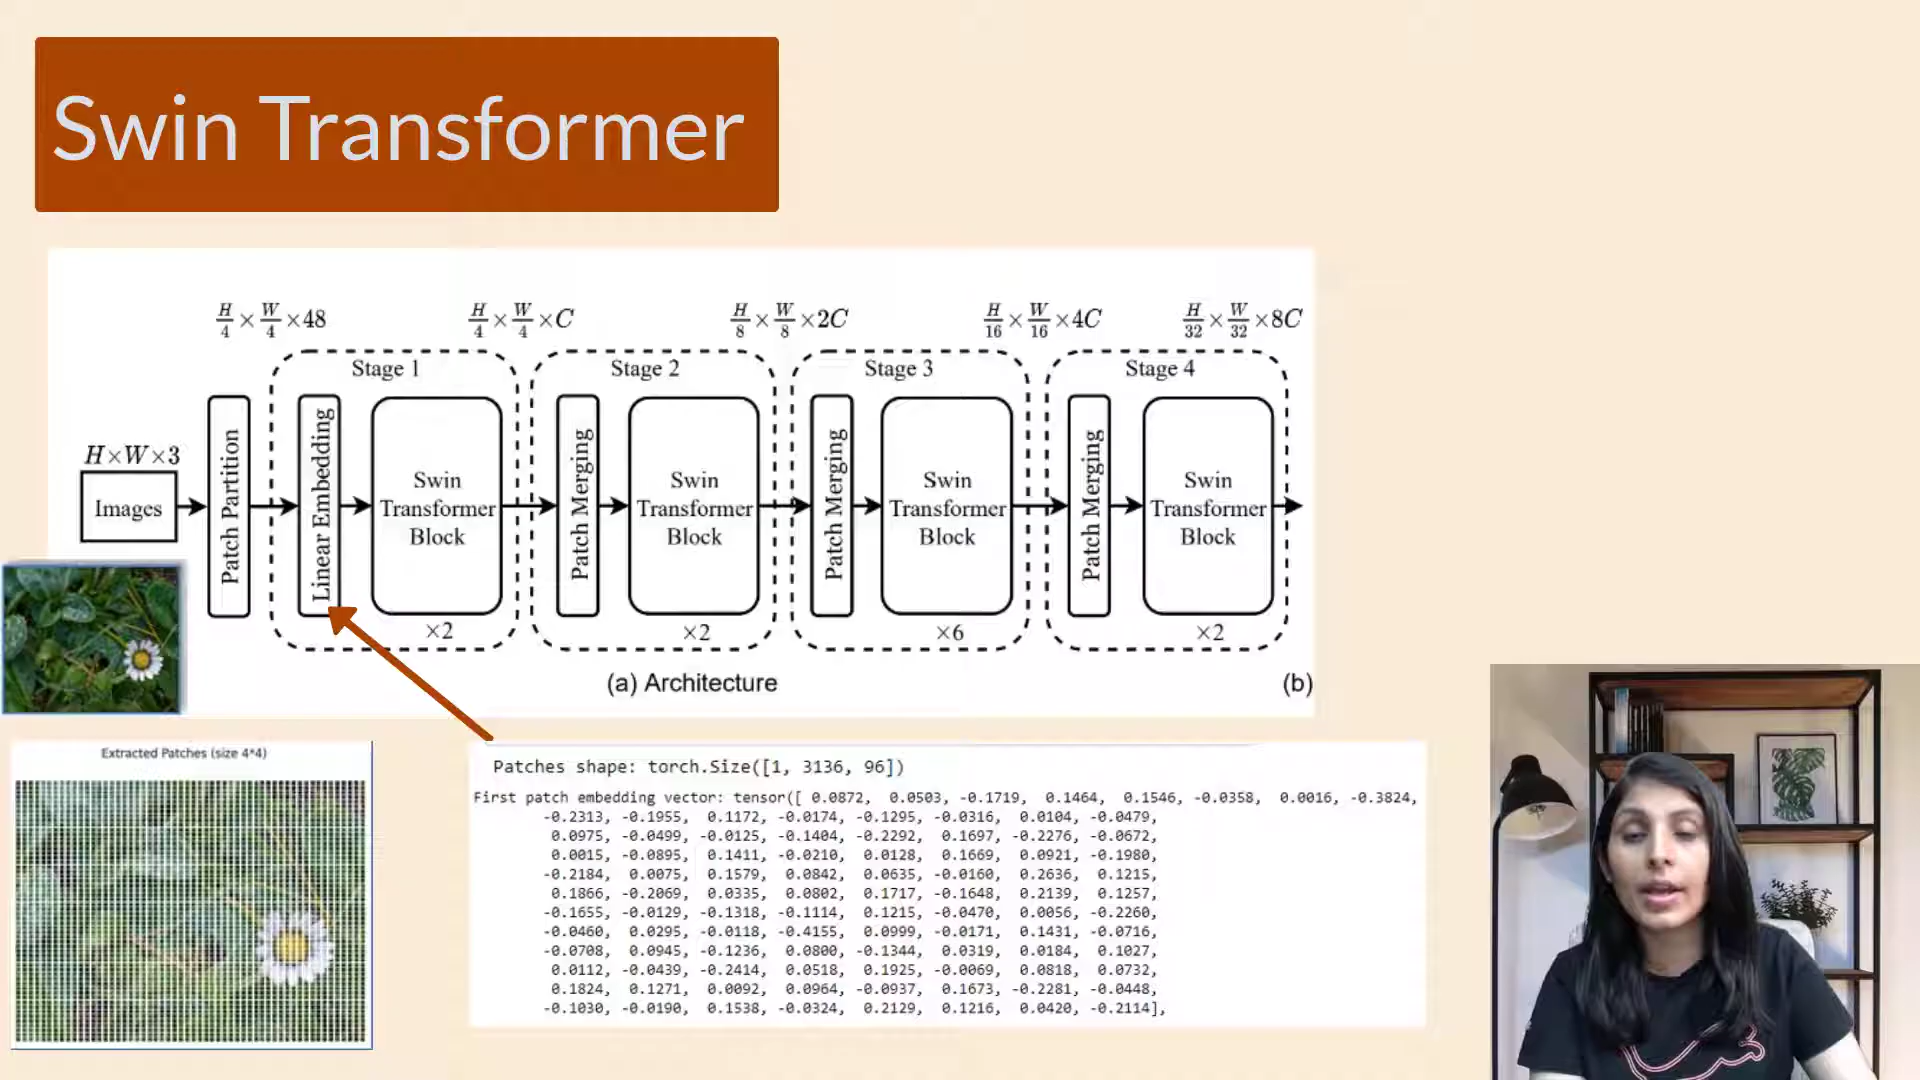 Swin Transformer
H/4 × W/4 × 48
H/4 × W/4 × C
H/8 × W/8 × 2C
H/16 × W/16 × 4C
H/32 × W/32 × 8C
Stage 1
Stage 2
Stage 3
Stage 4
H×W×3
Images
Patch Partition
Linear Embedding
Swin
Transformer
Block
×2
Patch Merging
Swin
Transformer
Block
×2
Patch Merging
Swin
Transformer
Block
×6
Patch Merging
Swin
Transformer
Block
×2
(a) Architecture
(b)
Extracted Patches (size 4*4)
Patches shape: torch.Size([1, 3136, 96])
First patch embedding vector: tensor([ 0.0872, 0.0503, -0.1719, 0.1464, 0.1546, -0.0358, 0.0016, -0.3824,
-0.2313, -0.1955, 0.1172, -0.0174, -0.1295, -0.0316, 0.0104, -0.0479,
0.0975, -0.0499, -0.0125, -0.1404, -0.2292, 0.1697, -0.2276, -0.0672,
0.0015, -0.0895, 0.1411, -0.0210, 0.0128, 0.1669, 0.0921, -0.1980,
-0.2184, 0.0075, 0.1579, 0.0842, 0.0635, -0.0160, 0.2636, 0.1215,
0.1866, -0.2069, 0.0335, 0.0802, 0.1717, -0.1648, 0.2139, 0.1257,
-0.1655, -0.0129, -0.1318, -0.1114, 0.1215, -0.0470, 0.0056, -0.2260,
-0.0460, 0.0295, -0.0118, -0.4155, 0.0999, -0.0171, 0.1431, -0.0716,
-0.0708, 0.0945, -0.1236, 0.0800, -0.1344, 0.0319, 0.0184, 0.1027,
0.0112, -0.0439, -0.2414, 0.0518, 0.1925, -0.0069, 0.0818, 0.0732,
0.1824, 0.1271, 0.0092, 0.0964, -0.0937, 0.1673, -0.2281, -0.0448,
-0.1030, -0.0190, 0.1538, -0.0324, 0.2129, 0.1216, 0.0420, -0.2114],